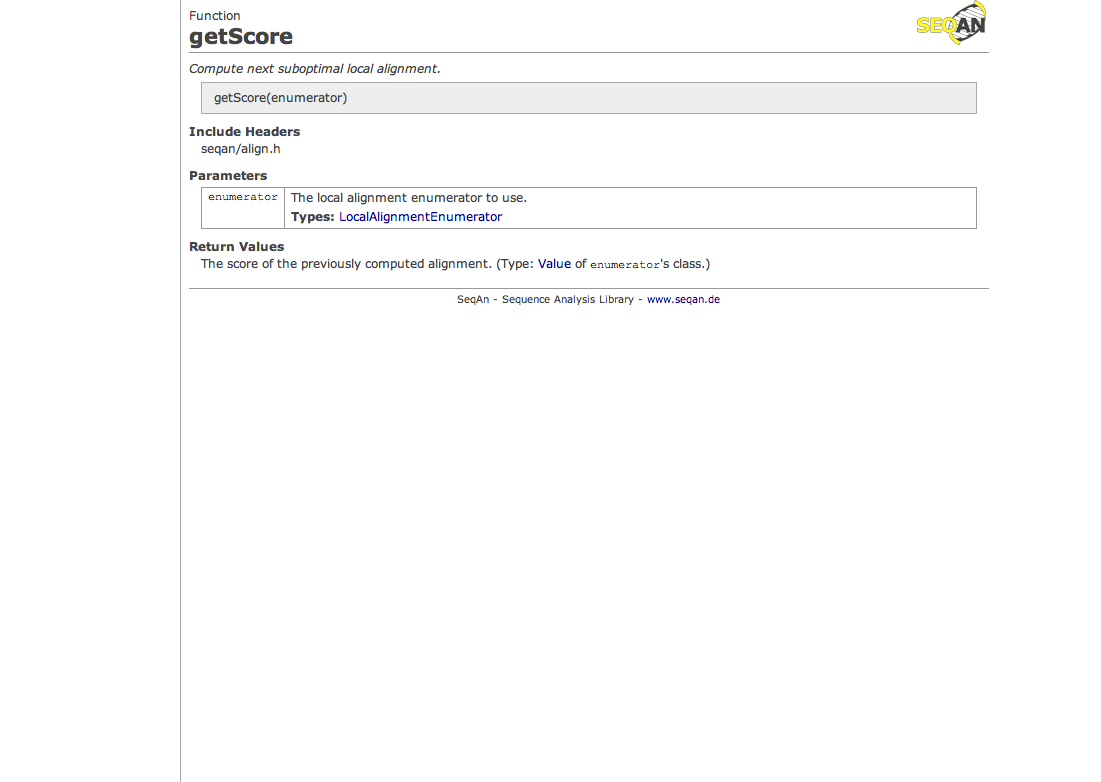 Function
getScore
SEQAN
Compute next suboptimal local alignment.
getScore(enumerator)
Include Headers
seqan/align.h
Parameters
enumerator The local alignment enumerator to use.
Types: LocalAlignmentEnumerator
Return Values
The score of the previously computed alignment. (Type: Value of enumerator's class.)
SeqAn - Sequence Analysis Library - www.seqan.de